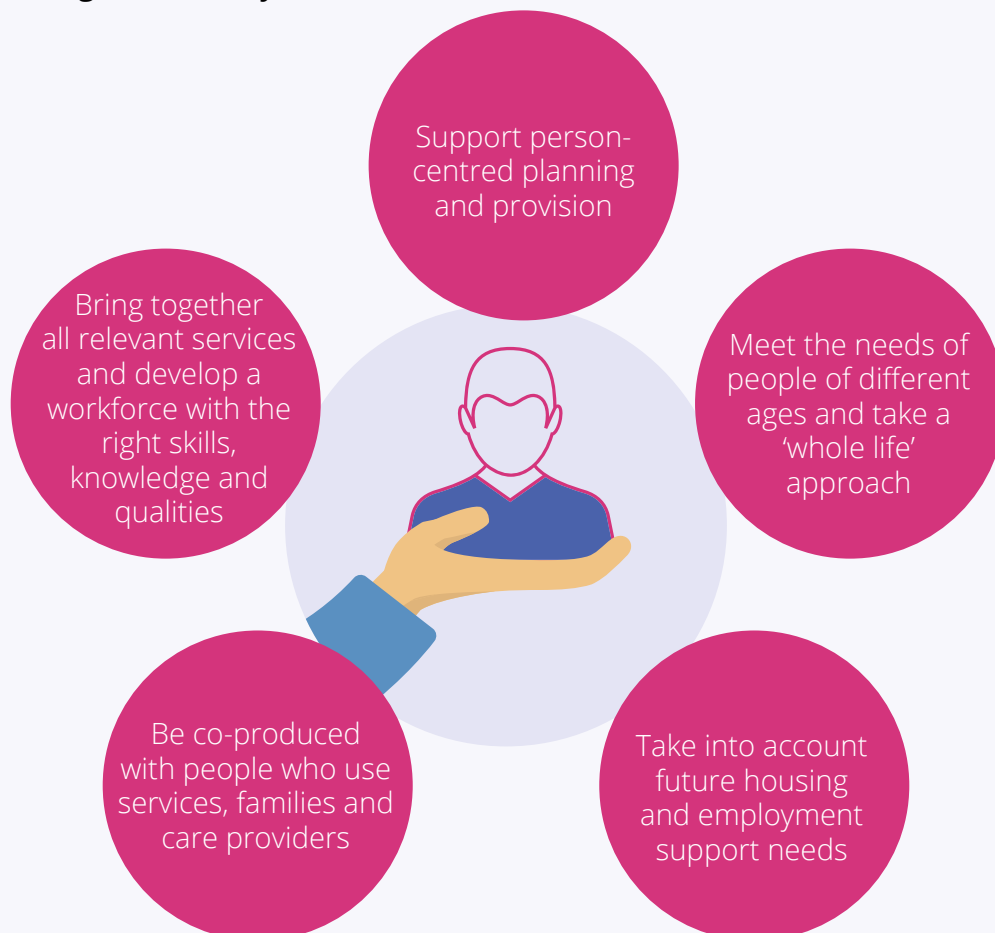 Support person-
centred planning
and provision
Meet the needs of
people of different
ages and take a
‘whole life’
approach
Take into account
future housing
and employment
support needs
Be co-produced
with people who use
services, families and
care providers
Bring together
all relevant services
and develop a
workforce with the
right skills,
knowledge and
qualities